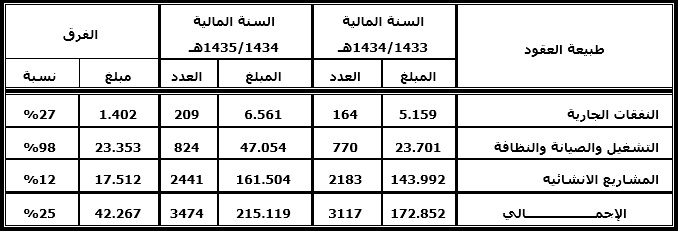 طبيعة العقود	السنة المالية 1434/1433هـ	السنة المالية 1435/1434هـ	الفرق
المبلغ	العدد	المبلغ	العدد	مبلغ	نسبة
النفقات الجارية	5.159	164	6.561	209	1.402	%27
التشغيل والصيانة والنظافة	23.701	770	47.054	824	23.353	%98
المشاريع الانشائيه	143.992	2183	161.504	2441	17.512	%12
الإجمــــــــــالي	172.852	3117	215.119	3474	42.267	%25